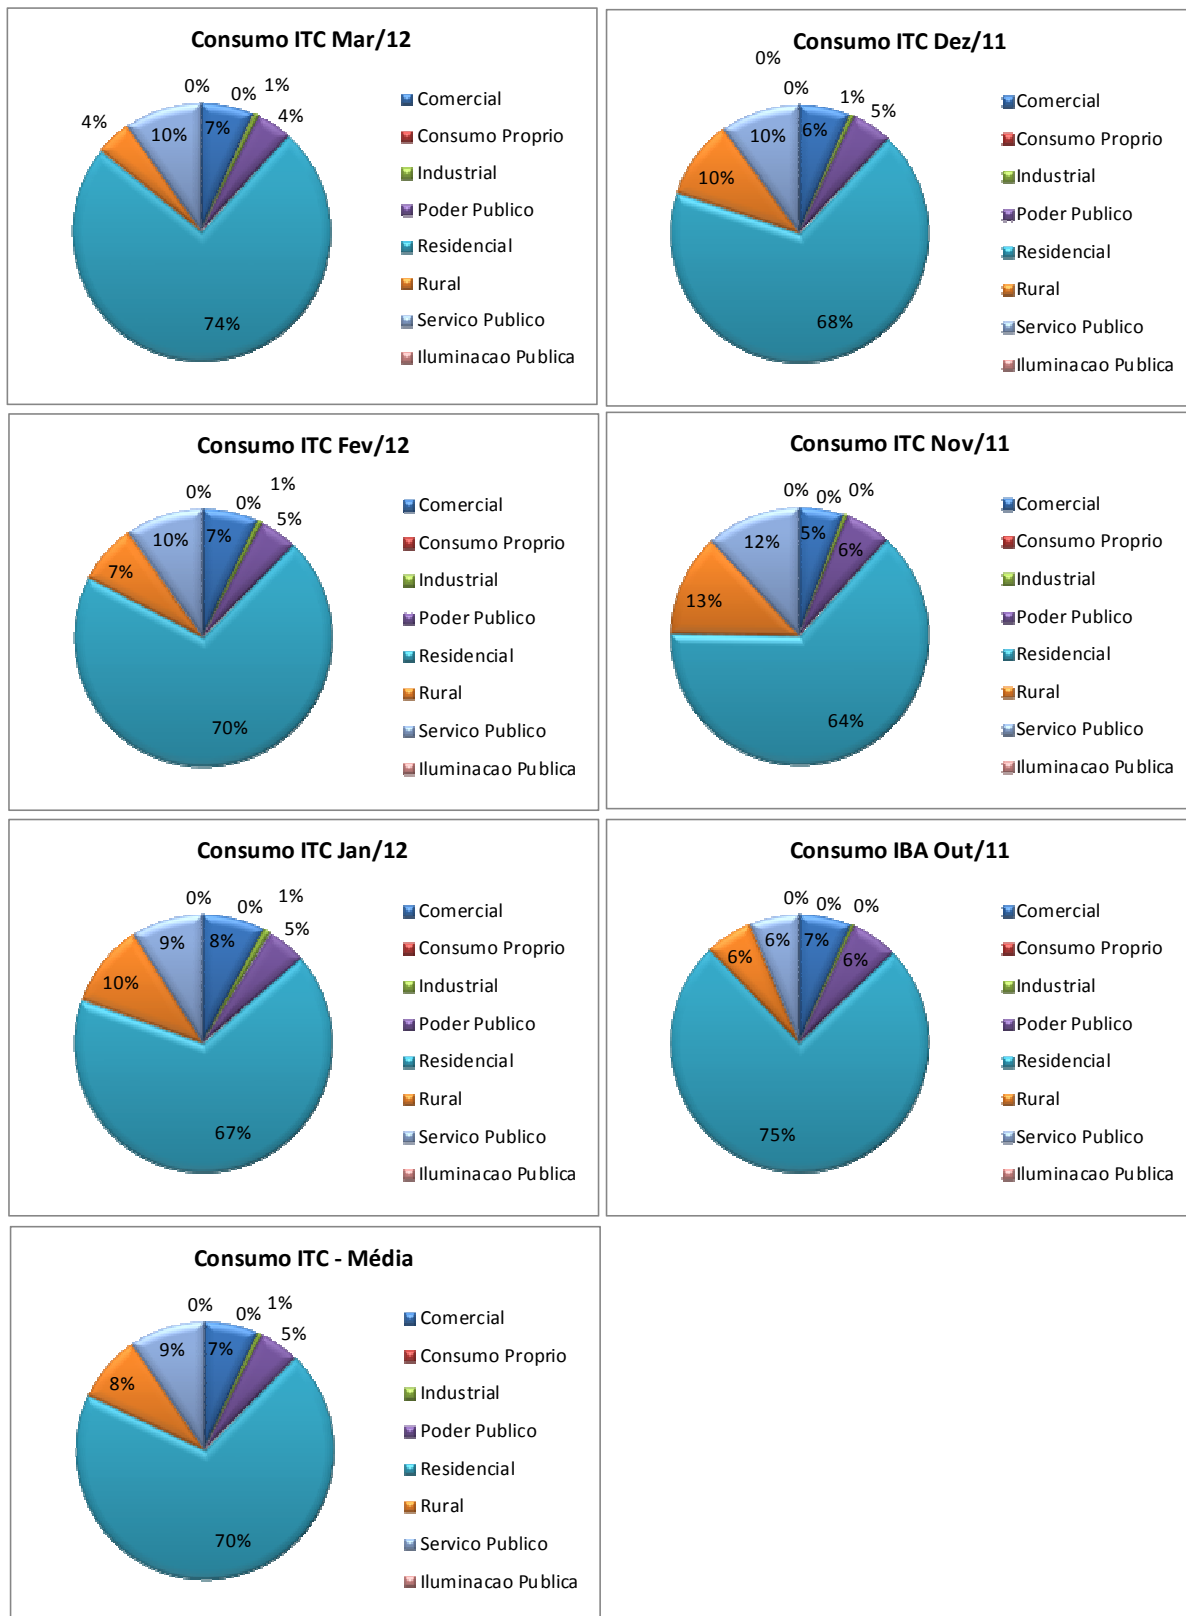 Consumo ITC Mar/12
0%
0%
1%
4%
10%
7%
4%
74%
Comercial
Consumo Proprio
Industrial
Poder Publico
Residencial
Rural
Servico Publico
Iluminacao Publica
Consumo ITC Dez/11
0%
0%
1%
5%
10%
6%
10%
68%
Comercial
Consumo Proprio
Industrial
Poder Publico
Residencial
Rural
Servico Publico
Iluminacao Publica
Consumo ITC Fev/12
0%
0%
1%
5%
10%
7%
7%
70%
Comercial
Consumo Proprio
Industrial
Poder Publico
Residencial
Rural
Servico Publico
Iluminacao Publica
Consumo ITC Nov/11
0%
0%
0%
12%
5%
6%
13%
64%
Comercial
Consumo Proprio
Industrial
Poder Publico
Residencial
Rural
Servico Publico
Iluminacao Publica
Consumo ITC Jan/12
0%
0%
1%
5%
9%
8%
10%
67%
Comercial
Consumo Proprio
Industrial
Poder Publico
Residencial
Rural
Servico Publico
Iluminacao Publica
Consumo IBA Out/11
0%
0%
0%
6%
7%
6%
6%
75%
Comercial
Consumo Proprio
Industrial
Poder Publico
Residencial
Rural
Servico Publico
Iluminacao Publica
Consumo ITC - Média
0%
0%
1%
5%
9%
7%
8%
70%
Comercial
Consumo Proprio
Industrial
Poder Publico
Residencial
Rural
Servico Publico
Iluminacao Publica